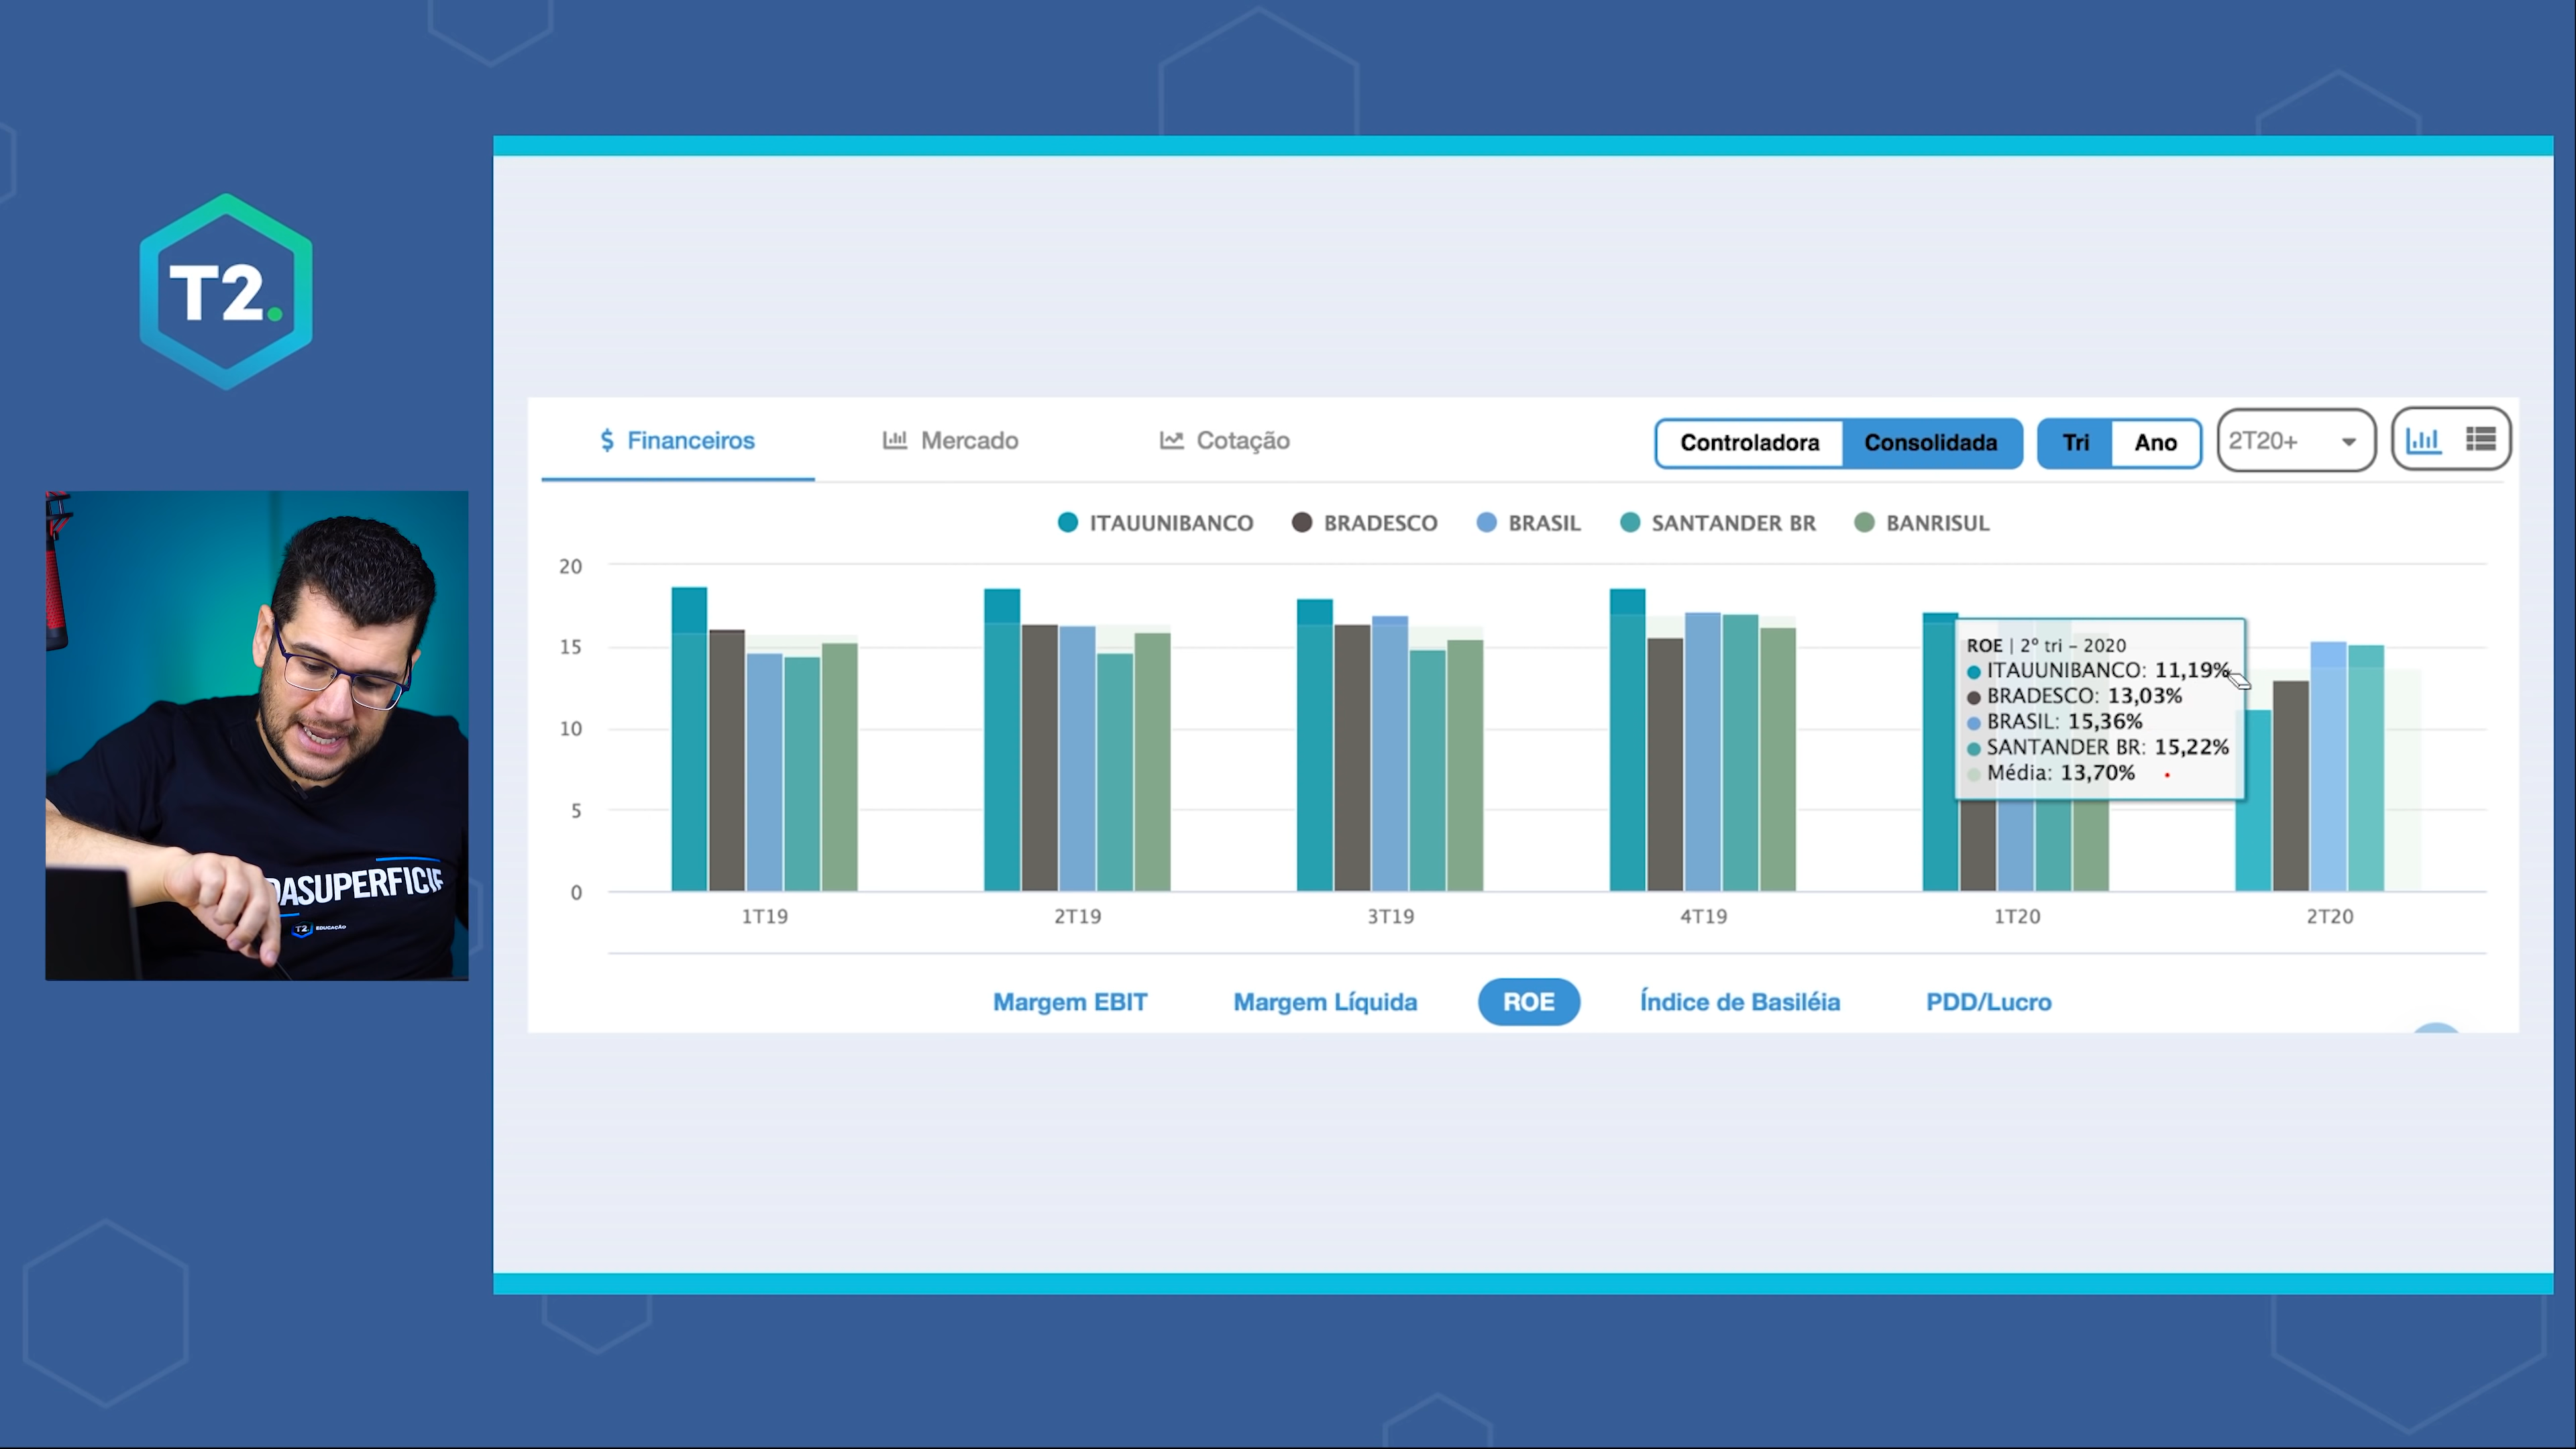 T2.
$ Financeiros
Mercado
Cotação
Controladora
Consolidada
Tri
Ano
2T20+
ITAUUNIBANCO
BRADESCO
BRASIL
SANTANDER BR
BANRISUL
20
15
10
5
0
ROE | 2º tri - 2020
ITAUUNIBANCO: 11,19%
BRADESCO: 13,03%
BRASIL: 15,36%
SANTANDER BR: 15,22%
Média: 13,70%
1T19
2T19
3T19
4T19
1T20
2T20
Margem EBIT
Margem Líquida
ROE
Índice de Basiléia
PDD/Lucro
DASUPERFICIE
T2. EDUCAÇÃO